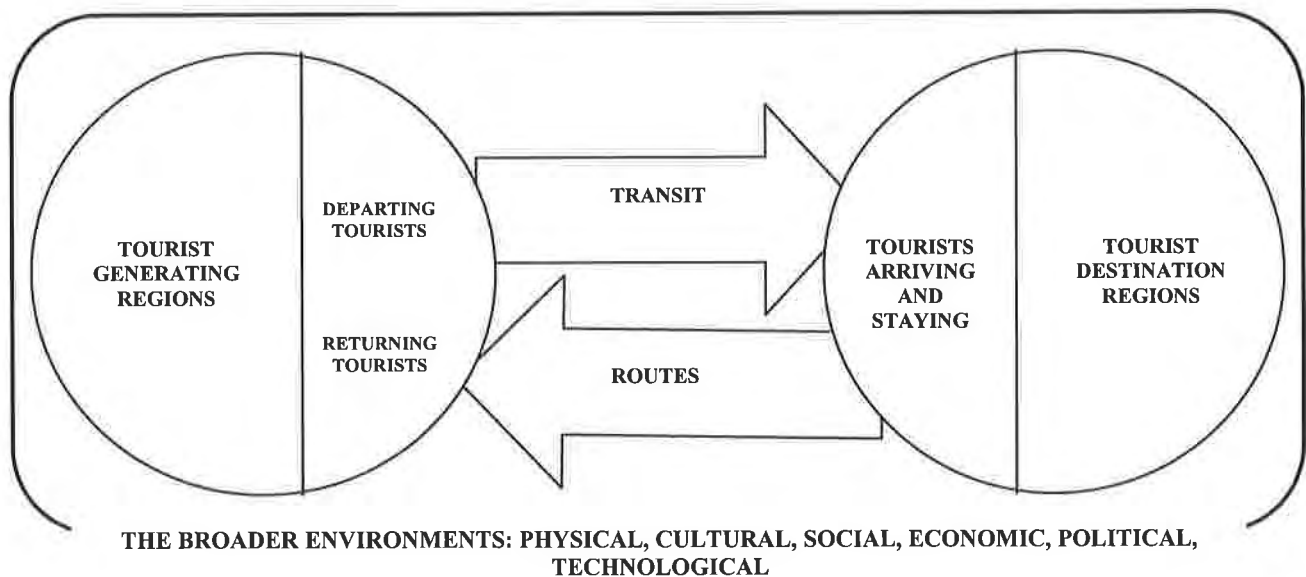 TOURIST
GENERATING
REGIONS
DEPARTING
TOURISTS
RETURNING
TOURISTS
TRANSIT
ROUTES
TOURISTS
ARRIVING
AND
STAYING
TOURIST
DESTINATION
REGIONS
THE BROADER ENVIRONMENTS: PHYSICAL, CULTURAL, SOCIAL, ECONOMIC, POLITICAL,
TECHNOLOGICAL